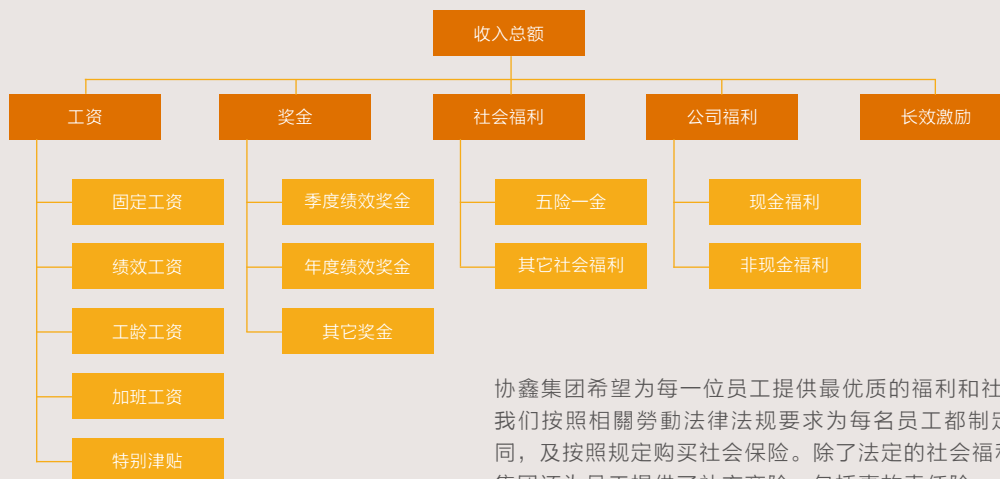 收入总额
工资
奖金
社会福利
公司福利
长效激励
固定工资
绩效工资
工龄工资
加班工资
特别津贴
季度绩效奖金
年度绩效奖金
其它奖金
五险一金
其它社会福利
现金福利
非现金福利
协鑫集团希望为每一位员工提供最优质的福利和社
我们按照相關勞動法律法规要求为每名员工都制定
同，及按照规定购买社会保险。除了法定的社会福利